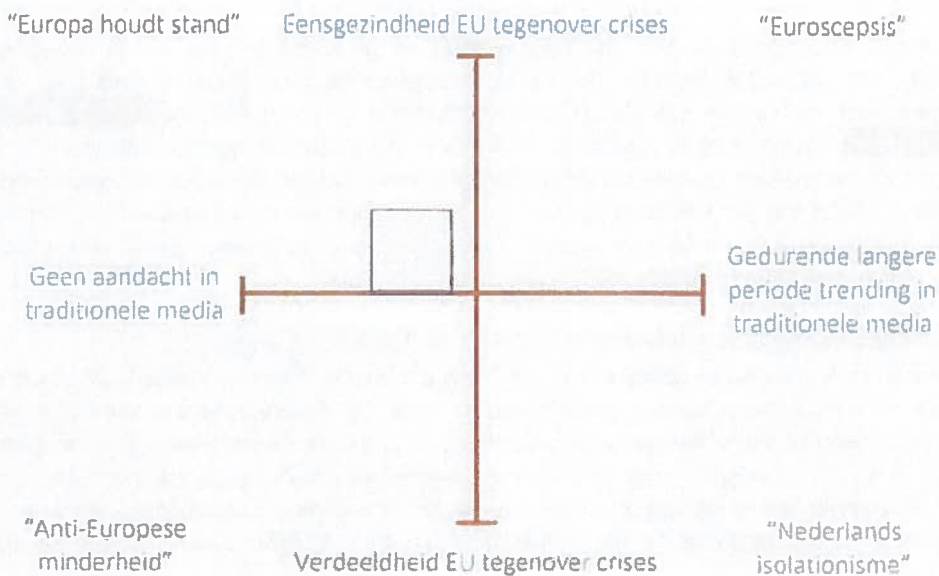 "Europa houdt stand"
Eensgezindheid EU tegenover crises
"Euroscepsis"
Geen aandacht in
traditionele media
Gedurende langere
periode trending in
traditionele media
"Anti-Europese
minderheid"
Verdeeldheid EU tegenover crises
"Nederlands
isolationisme"